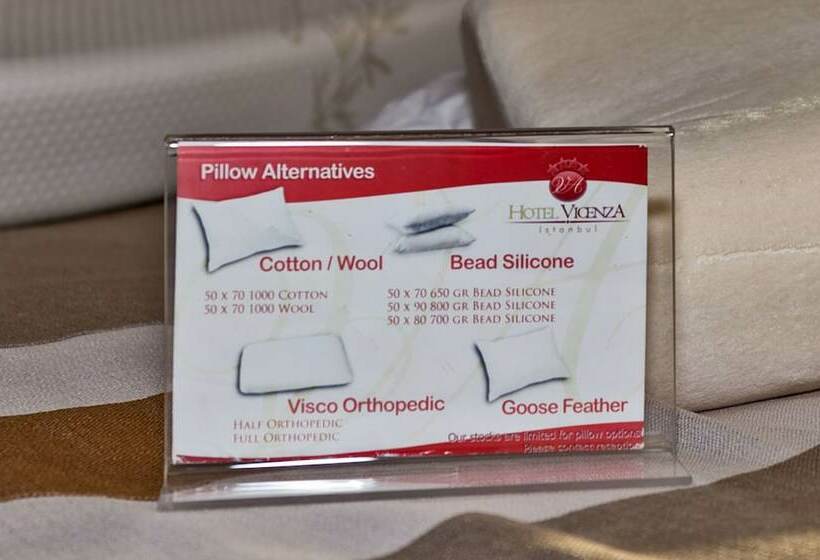 Pillow Alternatives
VA
HOTEL VICENZA
Istanbul
Cotton / Wool
50 X 70 1000 COTTON
50 X 70 1000 WOOL
Bead Silicone
50 X 70 650 GR BEAD SILICONE
50 X 90 800 GR BEAD SILICONE
50 X 80 700 GR BEAD SILICONE
Visco Orthopedic
HALF ORTHOPEDIC
FULL ORTHOPEDIC
Goose Feather
Our stocks are limited for pillow options
Please contact reception